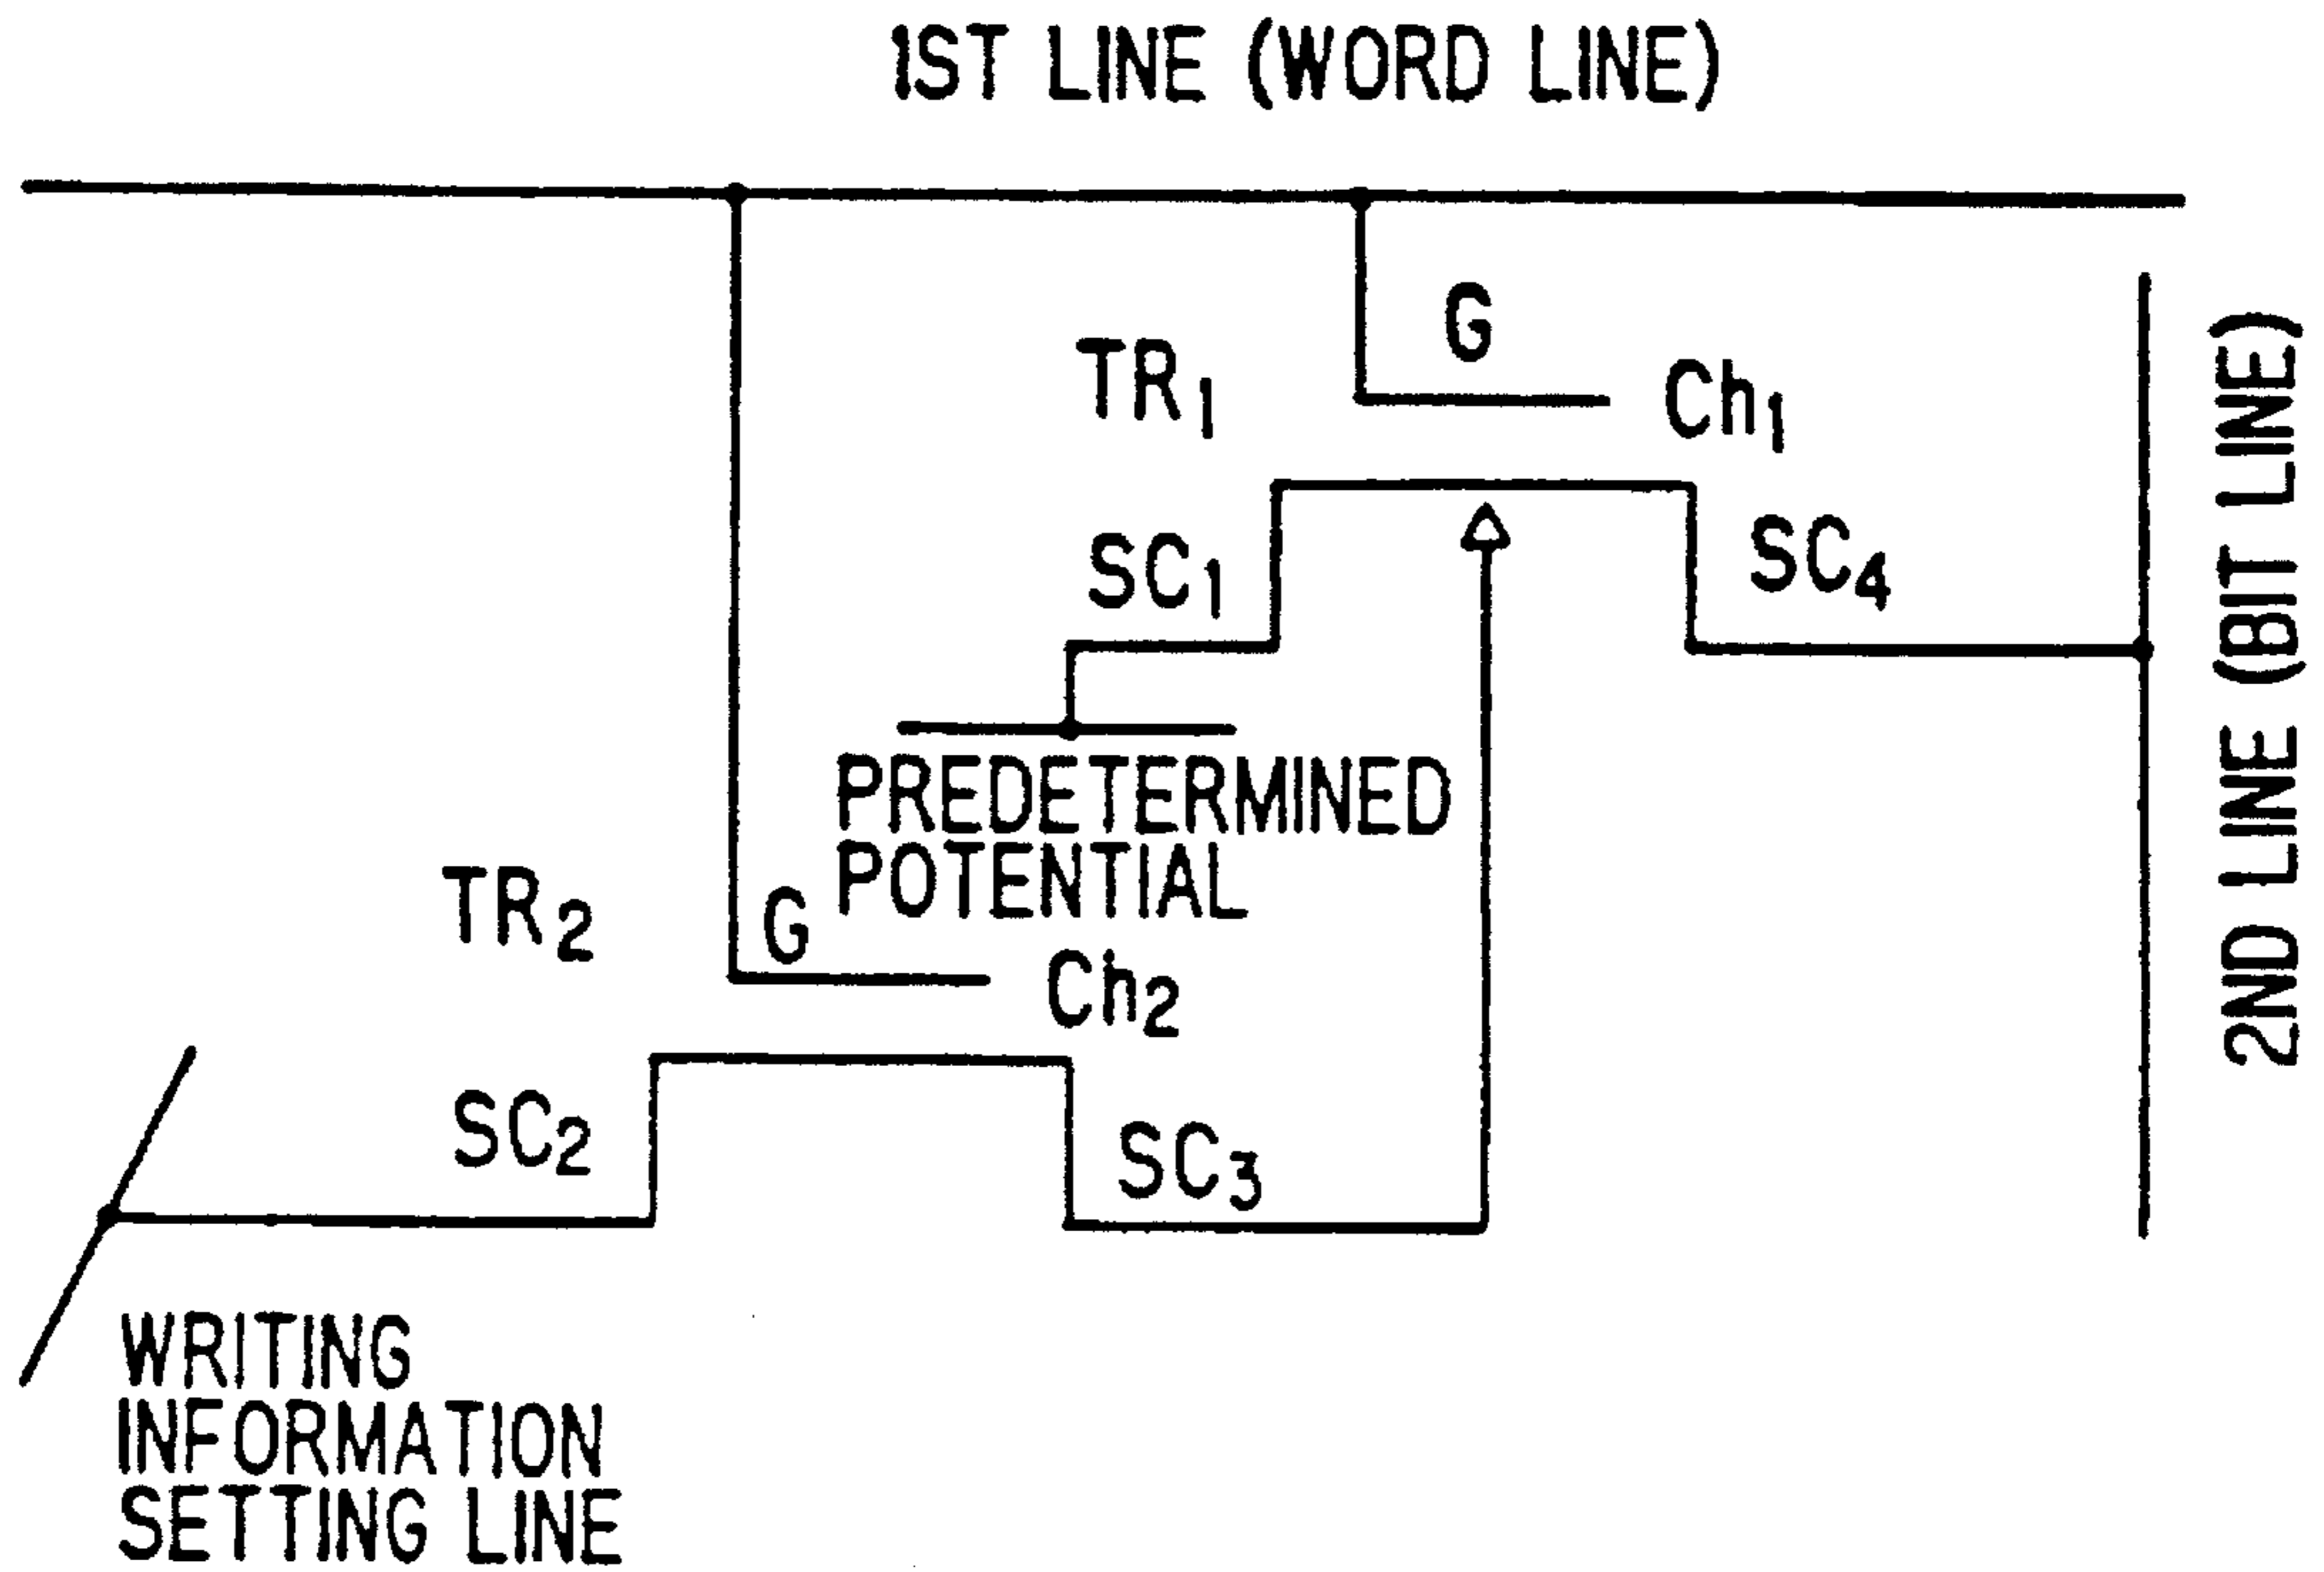 1ST LINE (WORD LINE)
G
TR1
Ch1
SC1
SC4
2ND LINE (BIT LINE)
PREDETERMINED
POTENTIAL
TR2
G
Ch2
SC2
SC3
WRITING
INFORMATION
SETTING LINE